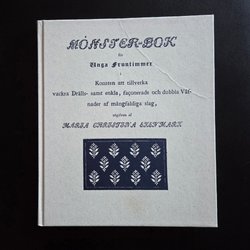 MÖNSTER-BOK
för
Unga Fruntimmer
i
Konsten att tillverka
vackra Drälls- samt enkla, façonerade och dubbla Väf-
nader af mångfaldiga slag,
utgifven af
MARIA CHRISTINA EKENMARK